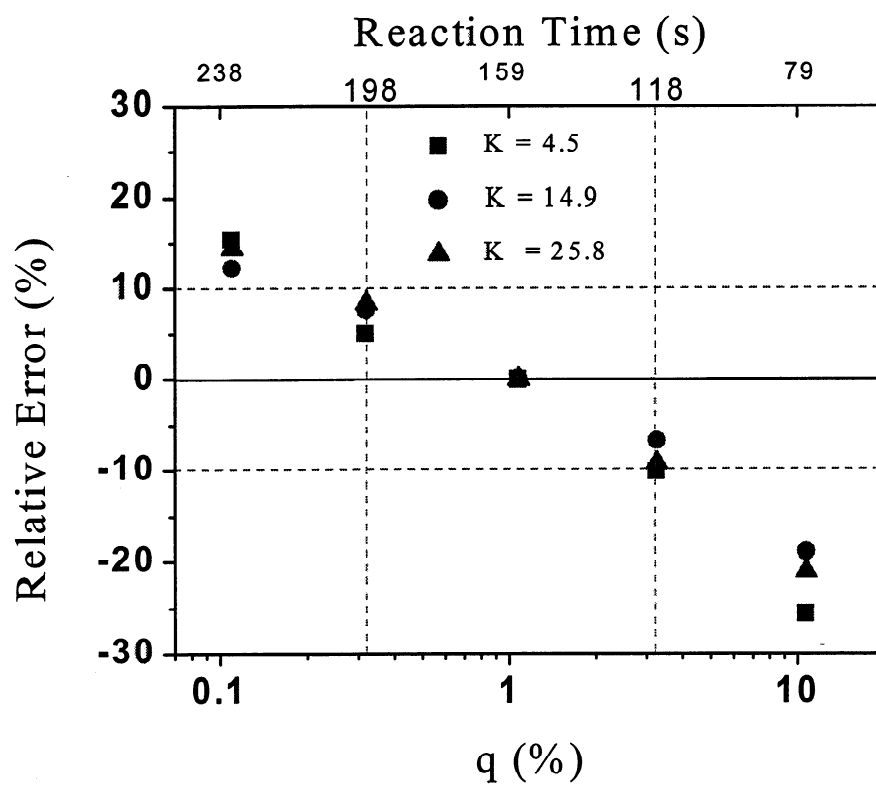 Reaction Time (s)
238 198 159 118 79
30
20
10
0
-10
-20
-30
K = 4.5
K = 14.9
K = 25.8
Relative Error (%)
0.1 1 10
q (%)